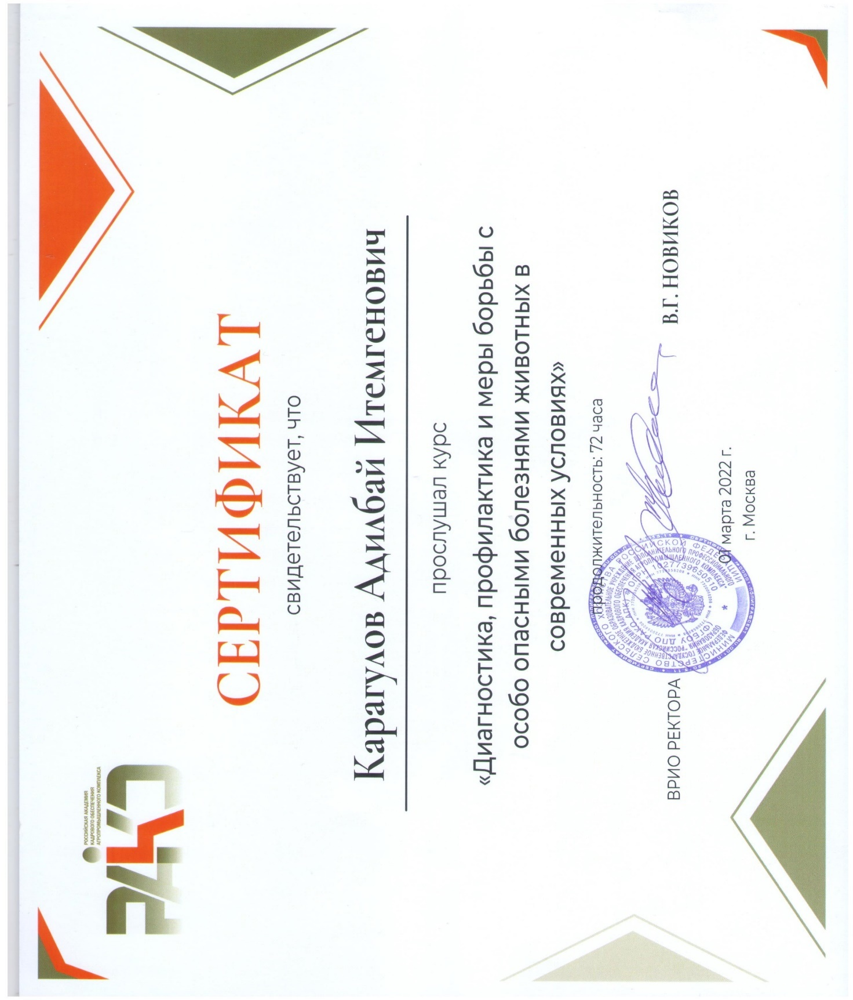 РАКО
РОССИЙСКАЯ АКАДЕМИЯ
КАДРОВОГО ОБЕСПЕЧЕНИЯ
АГРОПРОМЫШЛЕННОГО КОМПЛЕКСА
СЕРТИФИКАТ
свидетельствует, что
Карагулов Адилбай Итемгенович
прослушал курс
«Диагностика, профилактика и меры борьбы с
особо опасными болезнями животных в
современных условиях»
продолжительность: 72 часа
ВРИО РЕКТОРА
В.Г. НОВИКОВ
МИНИСТЕРСТВО СЕЛЬСКОГО ХОЗЯЙСТВА РОССИЙСКОЙ ФЕДЕРАЦИИ
ФЕДЕРАЛЬНОЕ ГОСУДАРСТВЕННОЕ БЮДЖЕТНОЕ ОБРАЗОВАТЕЛЬНОЕ УЧРЕЖДЕНИЕ ДОПОЛНИТЕЛЬНОГО ПРОФЕССИОНАЛЬНОГО
ОБРАЗОВАНИЯ "РОССИЙСКАЯ АКАДЕМИЯ КАДРОВОГО ОБЕСПЕЧЕНИЯ АГРОПРОМЫШЛЕННОГО КОМПЛЕКСА"
(ФГБОУ ДПО РАКО АПК) * ОГРН 1027739650510
от марта 2022 г.
г. Москва